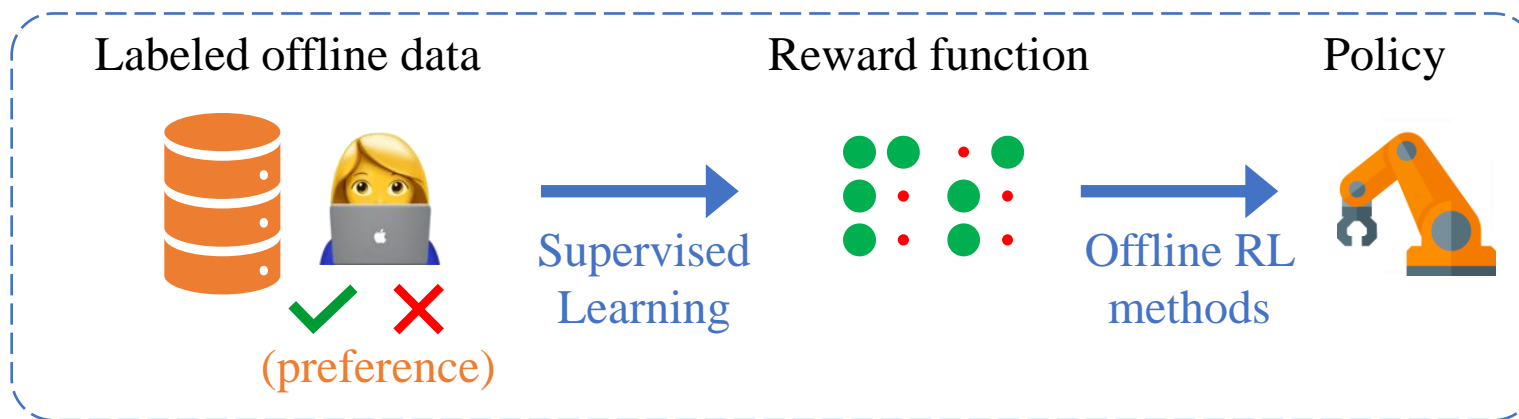 Labeled offline data
Reward function
Policy
Supervised
Learning
Offline RL
methods
(preference)